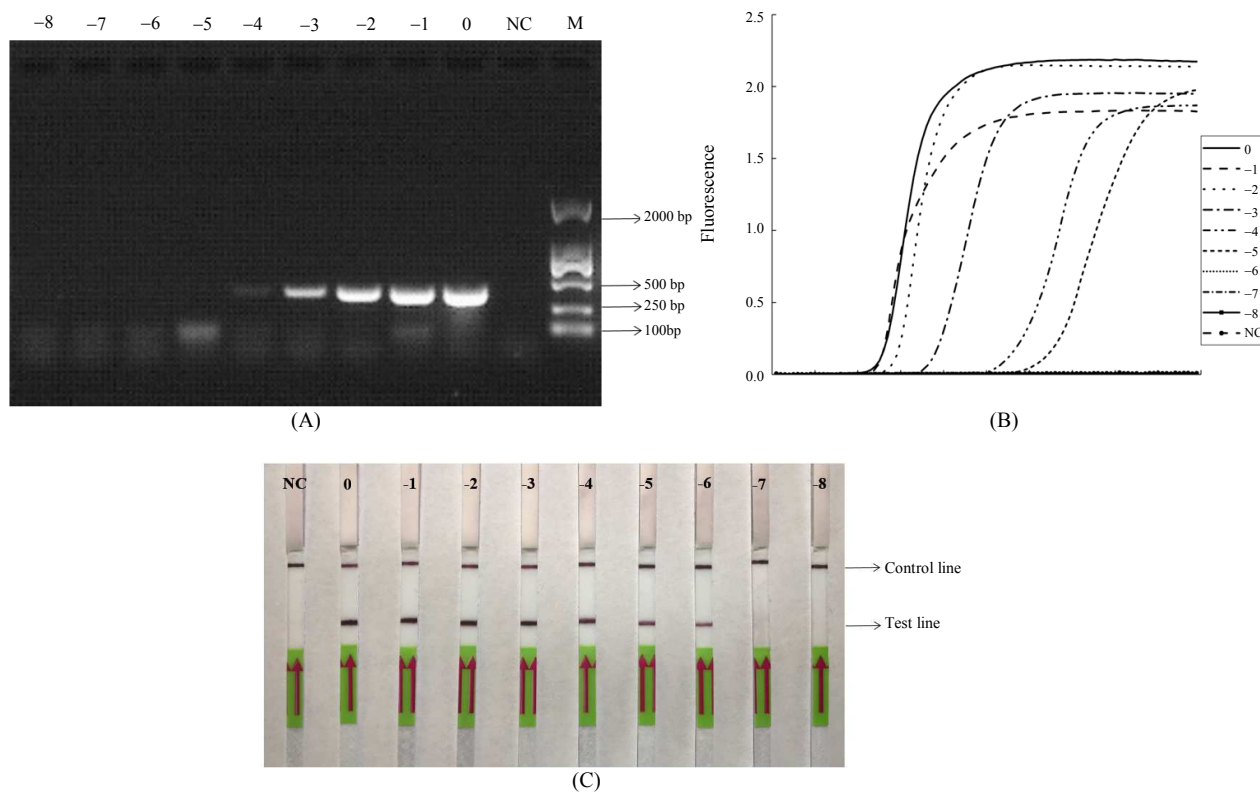 −8 −7 −6 −5 −4 −3 −2 −1 0 NC M
2000 bp
500 bp
250 bp
100bp
(A)
2.5
2.0
1.5
1.0
0.5
0.0
Fluorescence
0
−1
−2
−3
−4
−5
−6
−7
−8
NC
(B)
NC 0 -1 -2 -3 -4 -5 -6 -7 -8
Control line
Test line
(C)